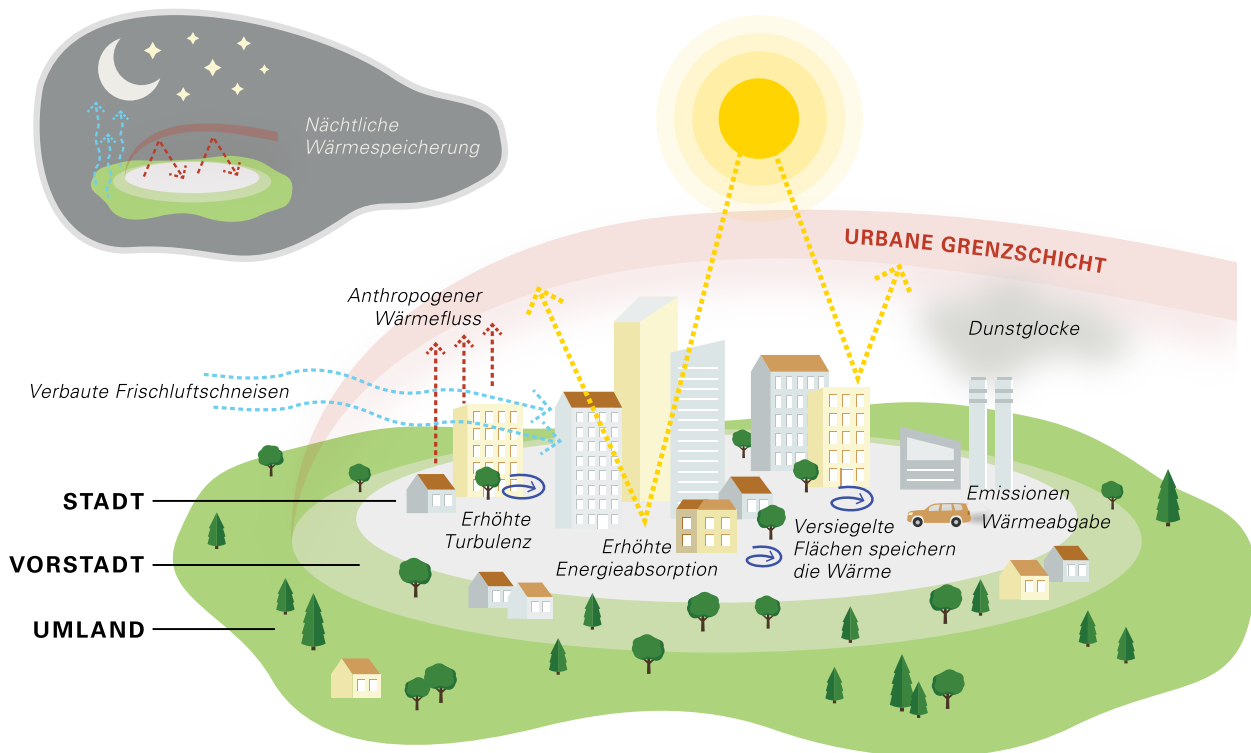 Nächtliche
Wärmespeicherung
URBANE GRENZSCHICHT
Anthropogener
Wärmefluss
Dunstglocke
Verbaute Frischluftschneisen
STADT
VORSTADT
UMLAND
Erhöhte
Turbulenz
Erhöhte
Energieabsorption
Versiegelte
Flächen speichern
die Wärme
Emissionen
Wärmeabgabe